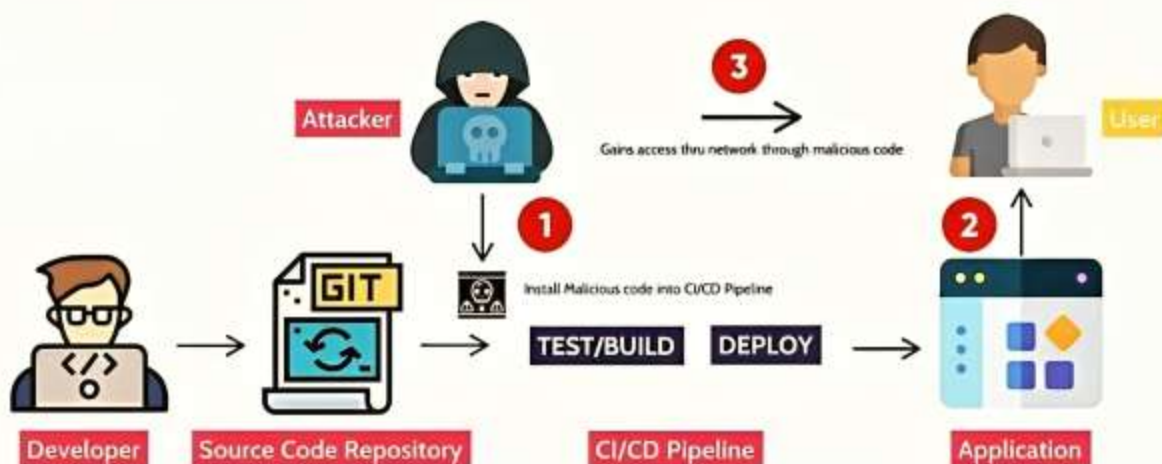 3
Attacker
User
Gains access thru network through malicious code
1
2
GIT
Install Malicious code into CI/CD Pipeline
</>
TEST/BUILD
DEPLOY
Developer
Source Code Repository
CI/CD Pipeline
Application